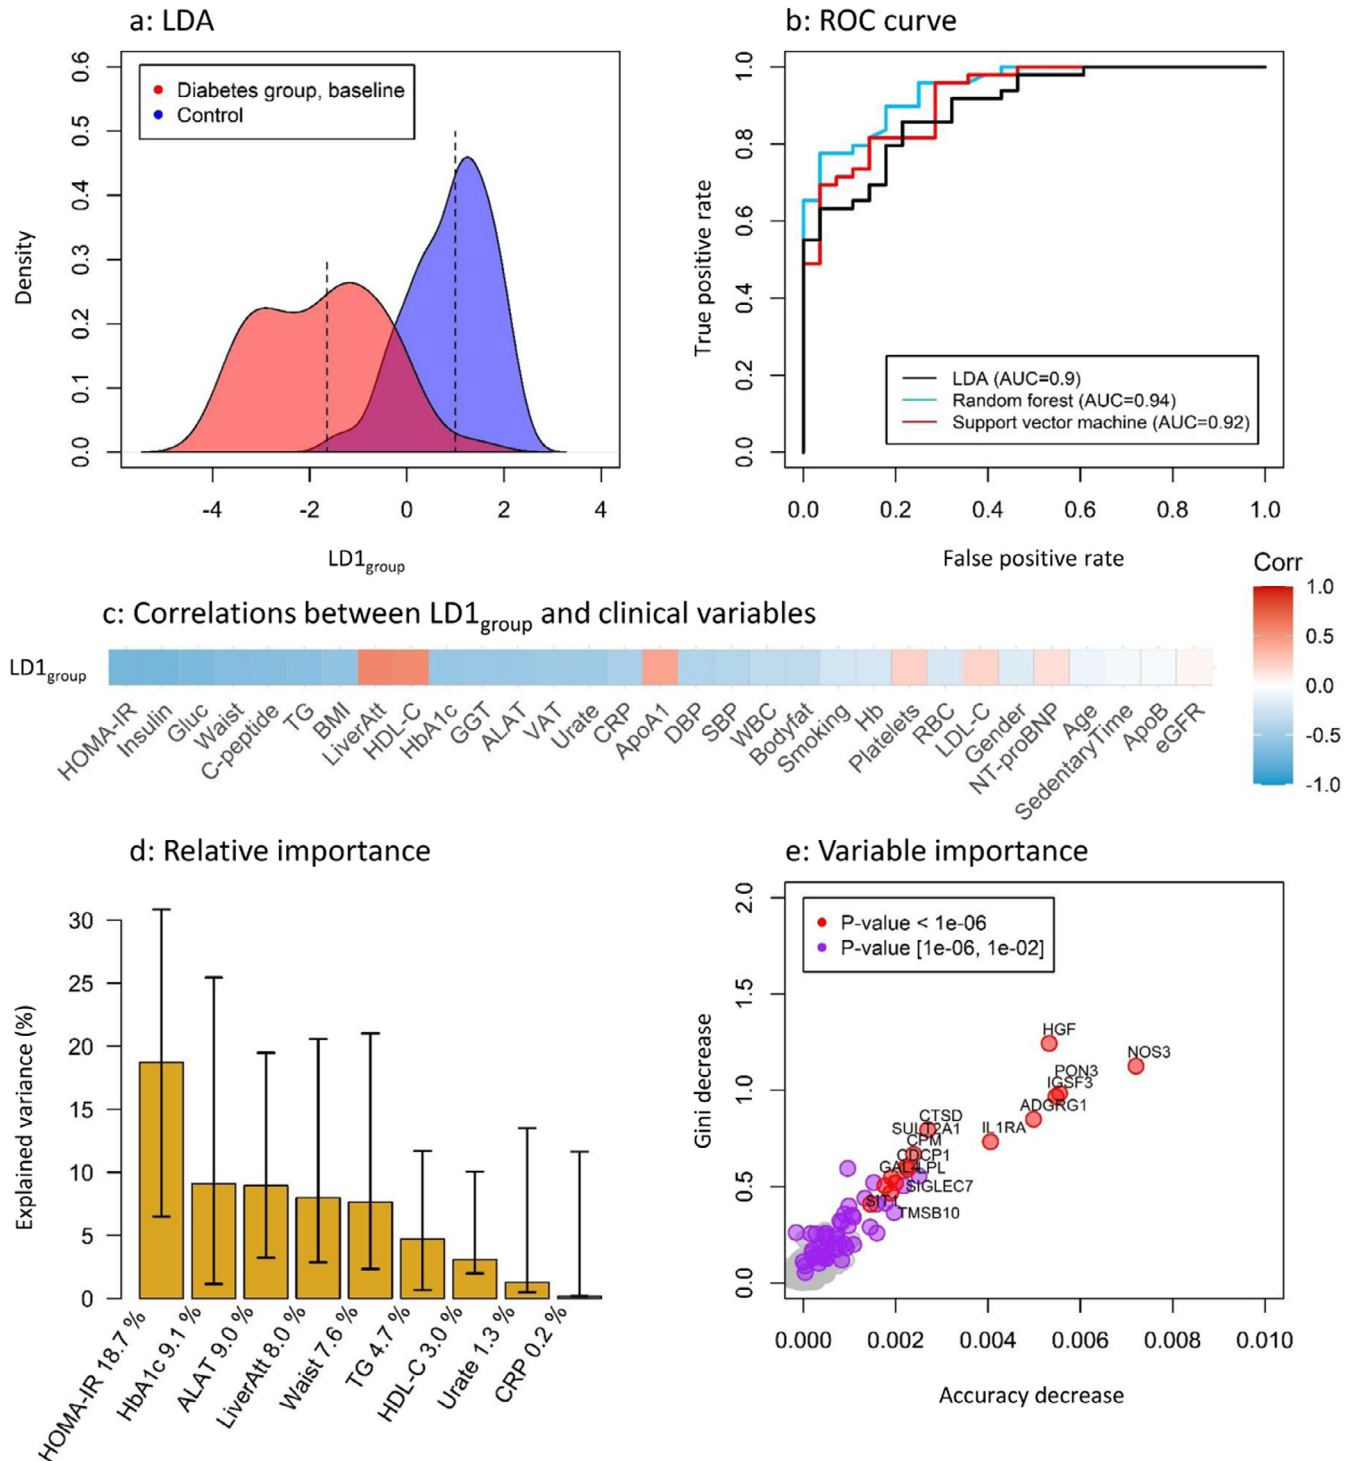 a: LDA
b: ROC curve
Density
0.0 0.1 0.2 0.3 0.4 0.5 0.6
Diabetes group, baseline
Control
-4 -2 0 2 4
LD1group
True positive rate
0.0 0.2 0.4 0.6 0.8 1.0
LDA (AUC=0.9)
Random forest (AUC=0.94)
Support vector machine (AUC=0.92)
0.0 0.2 0.4 0.6 0.8 1.0
False positive rate
c: Correlations between LD1group and clinical variables
LD1group
HOMA-IR
Insulin
Gluc
Waist
C-peptide
TG
BMI
LiverAtt
HDL-C
HbA1c
GGT
ALAT
VAT
Urate
CRP
ApoA1
DBP
SBP
WBC
Bodyfat
Smoking
Hb
Platelets
RBC
LDL-C
Gender
NT-proBNP
Age
SedentaryTime
ApoB
eGFR
Corr
1.0
0.5
0.0
-0.5
-1.0
d: Relative importance
Explained variance (%)
30
25
20
15
10
5
0
HOMA-IR 18.7 %
HbA1c 9.1 %
ALAT 9.0 %
LiverAtt 8.0 %
Waist 7.6 %
TG 4.7 %
HDL-C 3.0 %
Urate 1.3 %
CRP 0.2 %
e: Variable importance
Gini decrease
0.0 0.5 1.0 1.5 2.0
P-value < 1e-06
P-value [1e-06, 1e-02]
HGF
NOS3
PON3
IGSF3
ADGRG1
CTSD
SULT2A1
IL1RA
CPM
CDCP1
GAL4
LPL
SIGLEC7
SIT1
TMSB10
0.000 0.002 0.004 0.006 0.008 0.010
Accuracy decrease